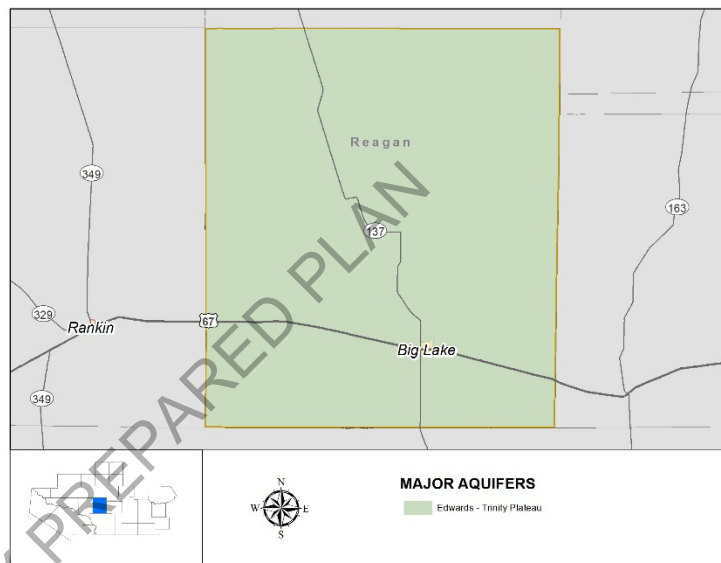 Reagan
349
163
137
329
Rankin
67
Big Lake
349
PREPARED PLAN
N
W E
S
MAJOR AQUIFERS
Edwards - Trinity Plateau